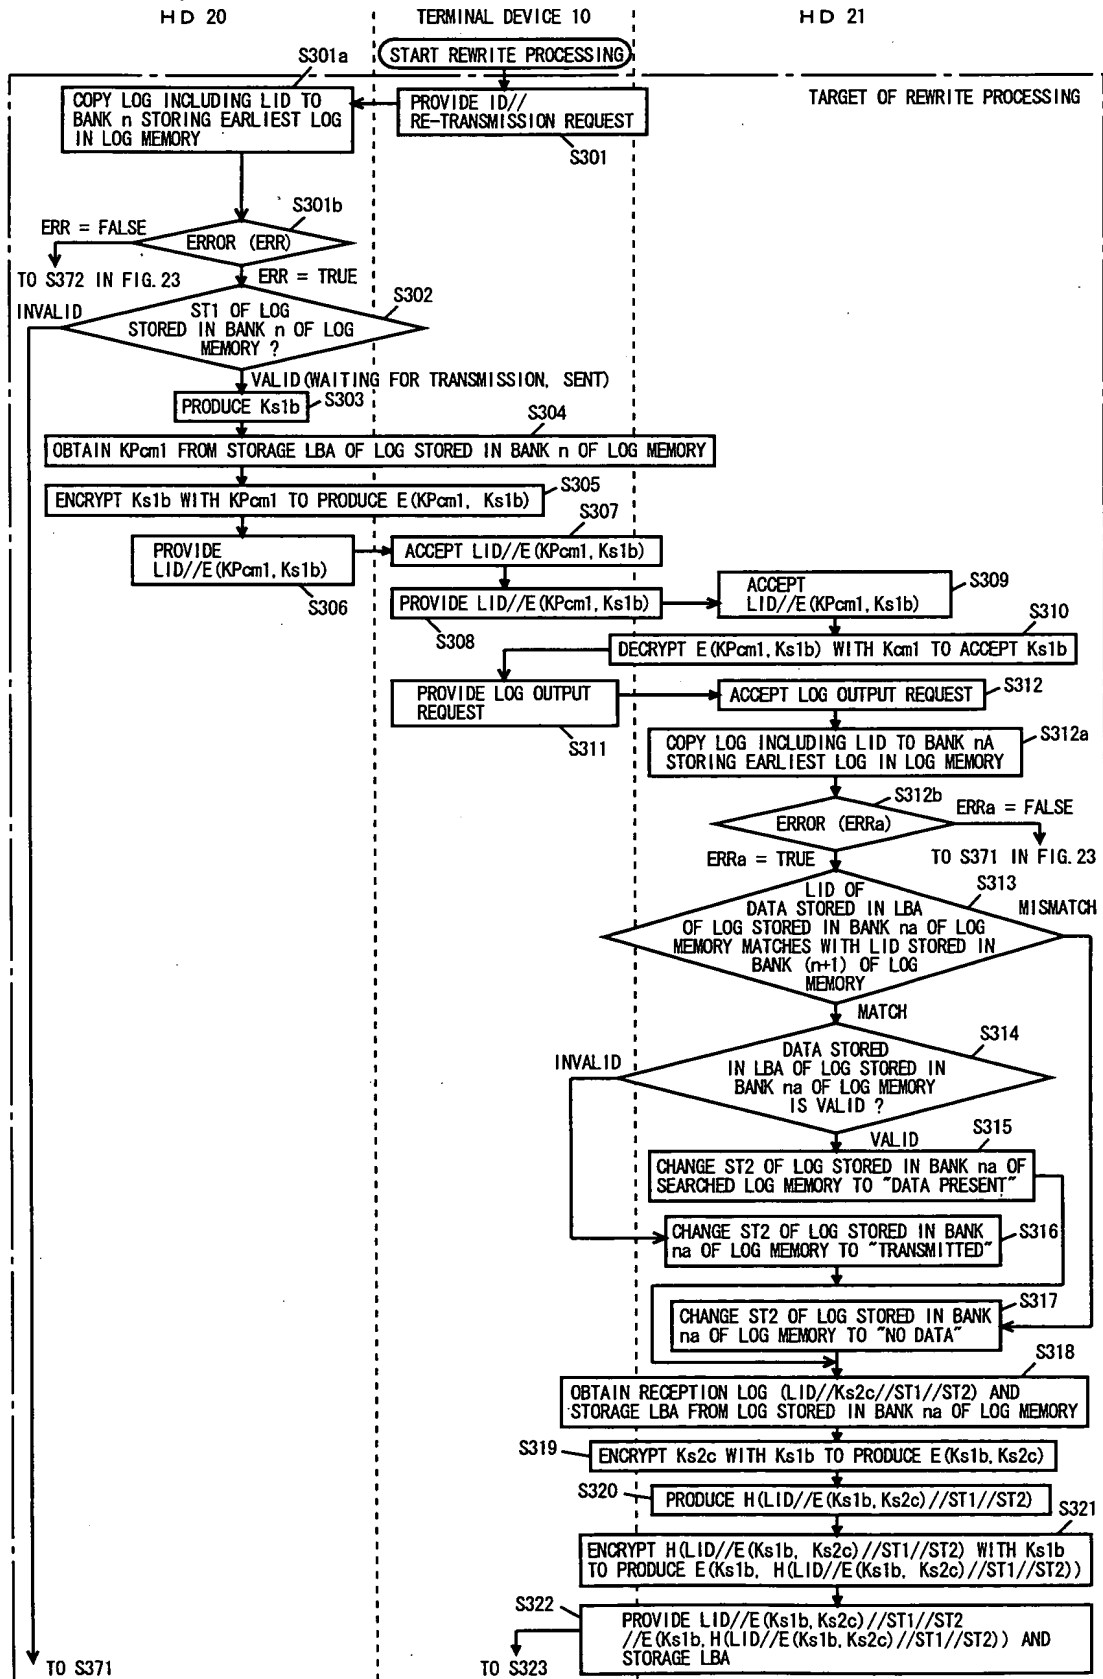 HD 20
TERMINAL DEVICE 10
HD 21
START REWRITE PROCESSING
TARGET OF REWRITE PROCESSING
S301a
COPY LOG INCLUDING LID TO
BANK n STORING EARLIEST LOG
IN LOG MEMORY
PROVIDE ID//
RE-TRANSMISSION REQUEST
S301
S301b
ERR = FALSE
ERROR (ERR)
TO S372 IN FIG.23
ERR = TRUE
S302
INVALID
ST1 OF LOG
STORED IN BANK n OF LOG
MEMORY ?
VALID(WAITING FOR TRANSMISSION, SENT)
PRODUCE Ks1b
S303
S304
OBTAIN KPcm1 FROM STORAGE LBA OF LOG STORED IN BANK n OF LOG MEMORY
S305
ENCRYPT Ks1b WITH KPcm1 TO PRODUCE E(KPcm1, Ks1b)
S307
PROVIDE
LID//E(KPcm1, Ks1b)
S306
ACCEPT LID//E(KPcm1, Ks1b)
PROVIDE LID//E(KPcm1, Ks1b)
S308
ACCEPT
LID//E(KPcm1, Ks1b)
S309
S310
DECRYPT E(KPcm1, Ks1b) WITH Kcm1 TO ACCEPT Ks1b
PROVIDE LOG OUTPUT
REQUEST
S311
ACCEPT LOG OUTPUT REQUEST
S312
COPY LOG INCLUDING LID TO BANK nA
STORING EARLIEST LOG IN LOG MEMORY
S312a
S312b
ERROR (ERRa)
ERRa = FALSE
TO S371 IN FIG.23
ERRa = TRUE
S313
LID OF
DATA STORED IN LBA
OF LOG STORED IN BANK na OF LOG
MEMORY MATCHES WITH LID STORED IN
BANK (n+1) OF LOG
MEMORY
MISMATCH
MATCH
S314
INVALID
DATA STORED
IN LBA OF LOG STORED IN
BANK na OF LOG MEMORY
IS VALID ?
VALID
S315
CHANGE ST2 OF LOG STORED IN BANK na OF
SEARCHED LOG MEMORY TO "DATA PRESENT"
CHANGE ST2 OF LOG STORED IN BANK
na OF LOG MEMORY TO "TRANSMITTED"
S316
S317
CHANGE ST2 OF LOG STORED IN BANK
na OF LOG MEMORY TO "NO DATA"
S318
OBTAIN RECEPTION LOG (LID//Ks2c//ST1//ST2) AND
STORAGE LBA FROM LOG STORED IN BANK na OF LOG MEMORY
S319
ENCRYPT Ks2c WITH Ks1b TO PRODUCE E(Ks1b, Ks2c)
S320
PRODUCE H(LID//E(Ks1b, Ks2c)//ST1//ST2)
S321
ENCRYPT H(LID//E(Ks1b, Ks2c)//ST1//ST2) WITH Ks1b
TO PRODUCE E(Ks1b, H(LID//E(Ks1b, Ks2c)//ST1//ST2))
S322
PROVIDE LID//E(Ks1b, Ks2c)//ST1//ST2
//E(Ks1b, H(LID//E(Ks1b, Ks2c)//ST1//ST2)) AND
STORAGE LBA
TO S371
TO S323